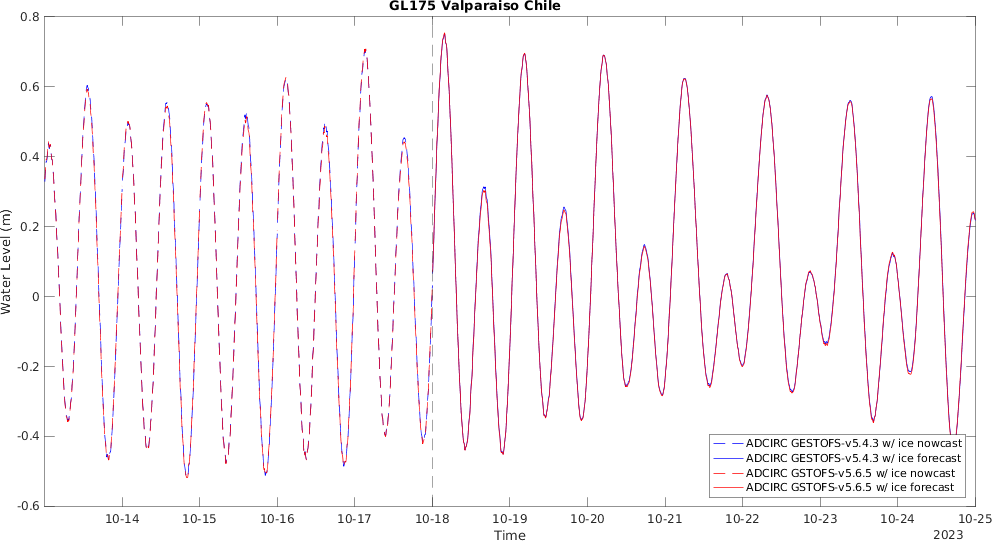 GL175 Valparaiso Chile
Water Level (m)
0.8
0.6
0.4
0.2
0
-0.2
-0.4
-0.6
ADCIRC GESTOFS-v5.4.3 w/ ice nowcast
ADCIRC GESTOFS-v5.4.3 w/ ice forecast
ADCIRC GSTOFS-v5.6.5 w/ ice nowcast
ADCIRC GSTOFS-v5.6.5 w/ ice forecast
10-14 10-15 10-16 10-17 10-18 10-19 10-20 10-21 10-22 10-23 10-24 10-25
Time
2023